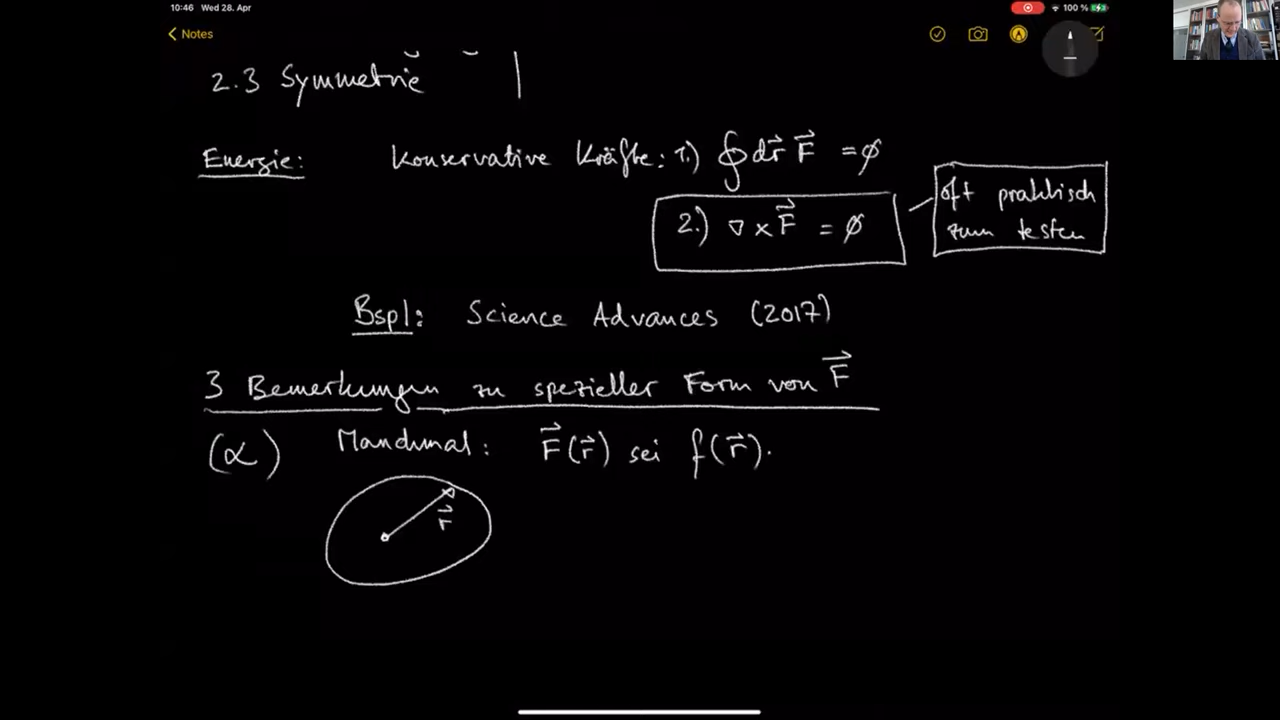 10:46 Wed 28. Apr
100 %
Notes
2.3 Symmetrie
Energie: Konservative Kräfte: 1.) ∮ dr⃗ F⃗ = ∅
2.) ∇ × F⃗ = ∅
oft praktisch
zum testen
Bspl: Science Advances (2017)
3 Bemerkungen zu spezieller Form von F⃗
(α) Manchmal: F⃗(r⃗) sei f(r⃗).
r⃗